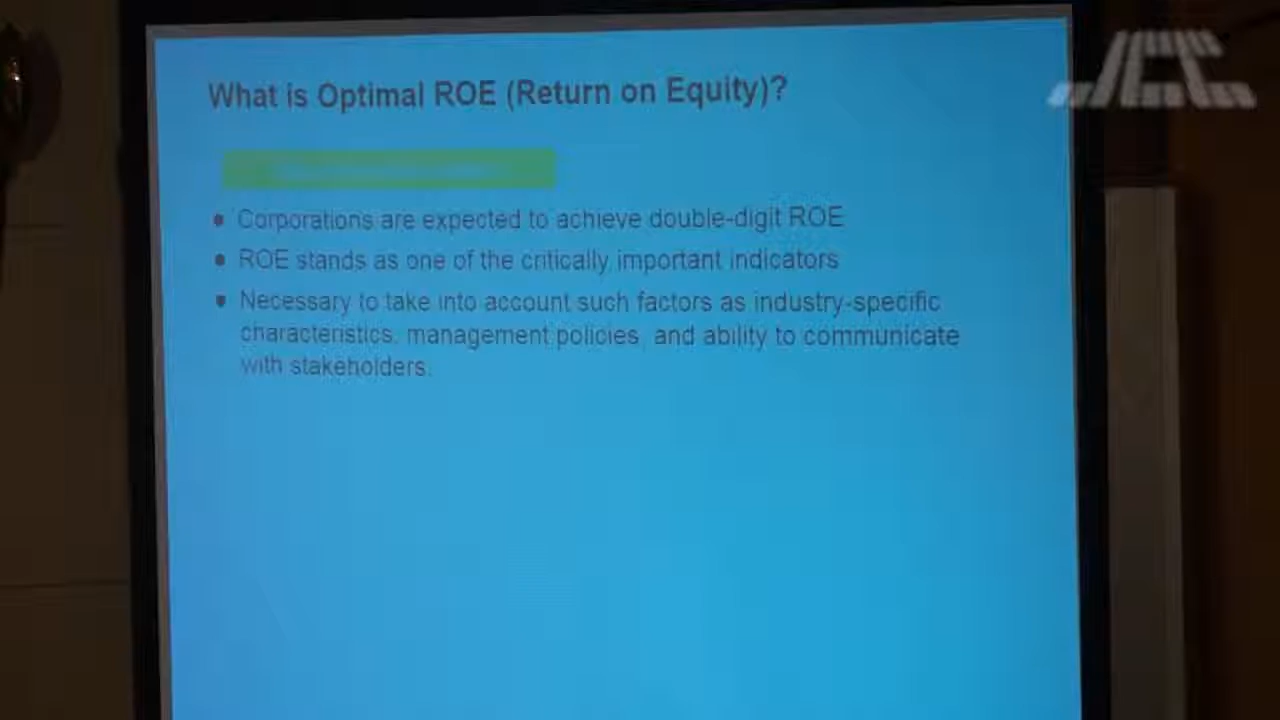 What is Optimal ROE (Return on Equity)?
JCC
• Corporations are expected to achieve double-digit ROE
• ROE stands as one of the critically important indicators
• Necessary to take into account such factors as industry-specific
characteristics, management policies, and ability to communicate
with stakeholders.